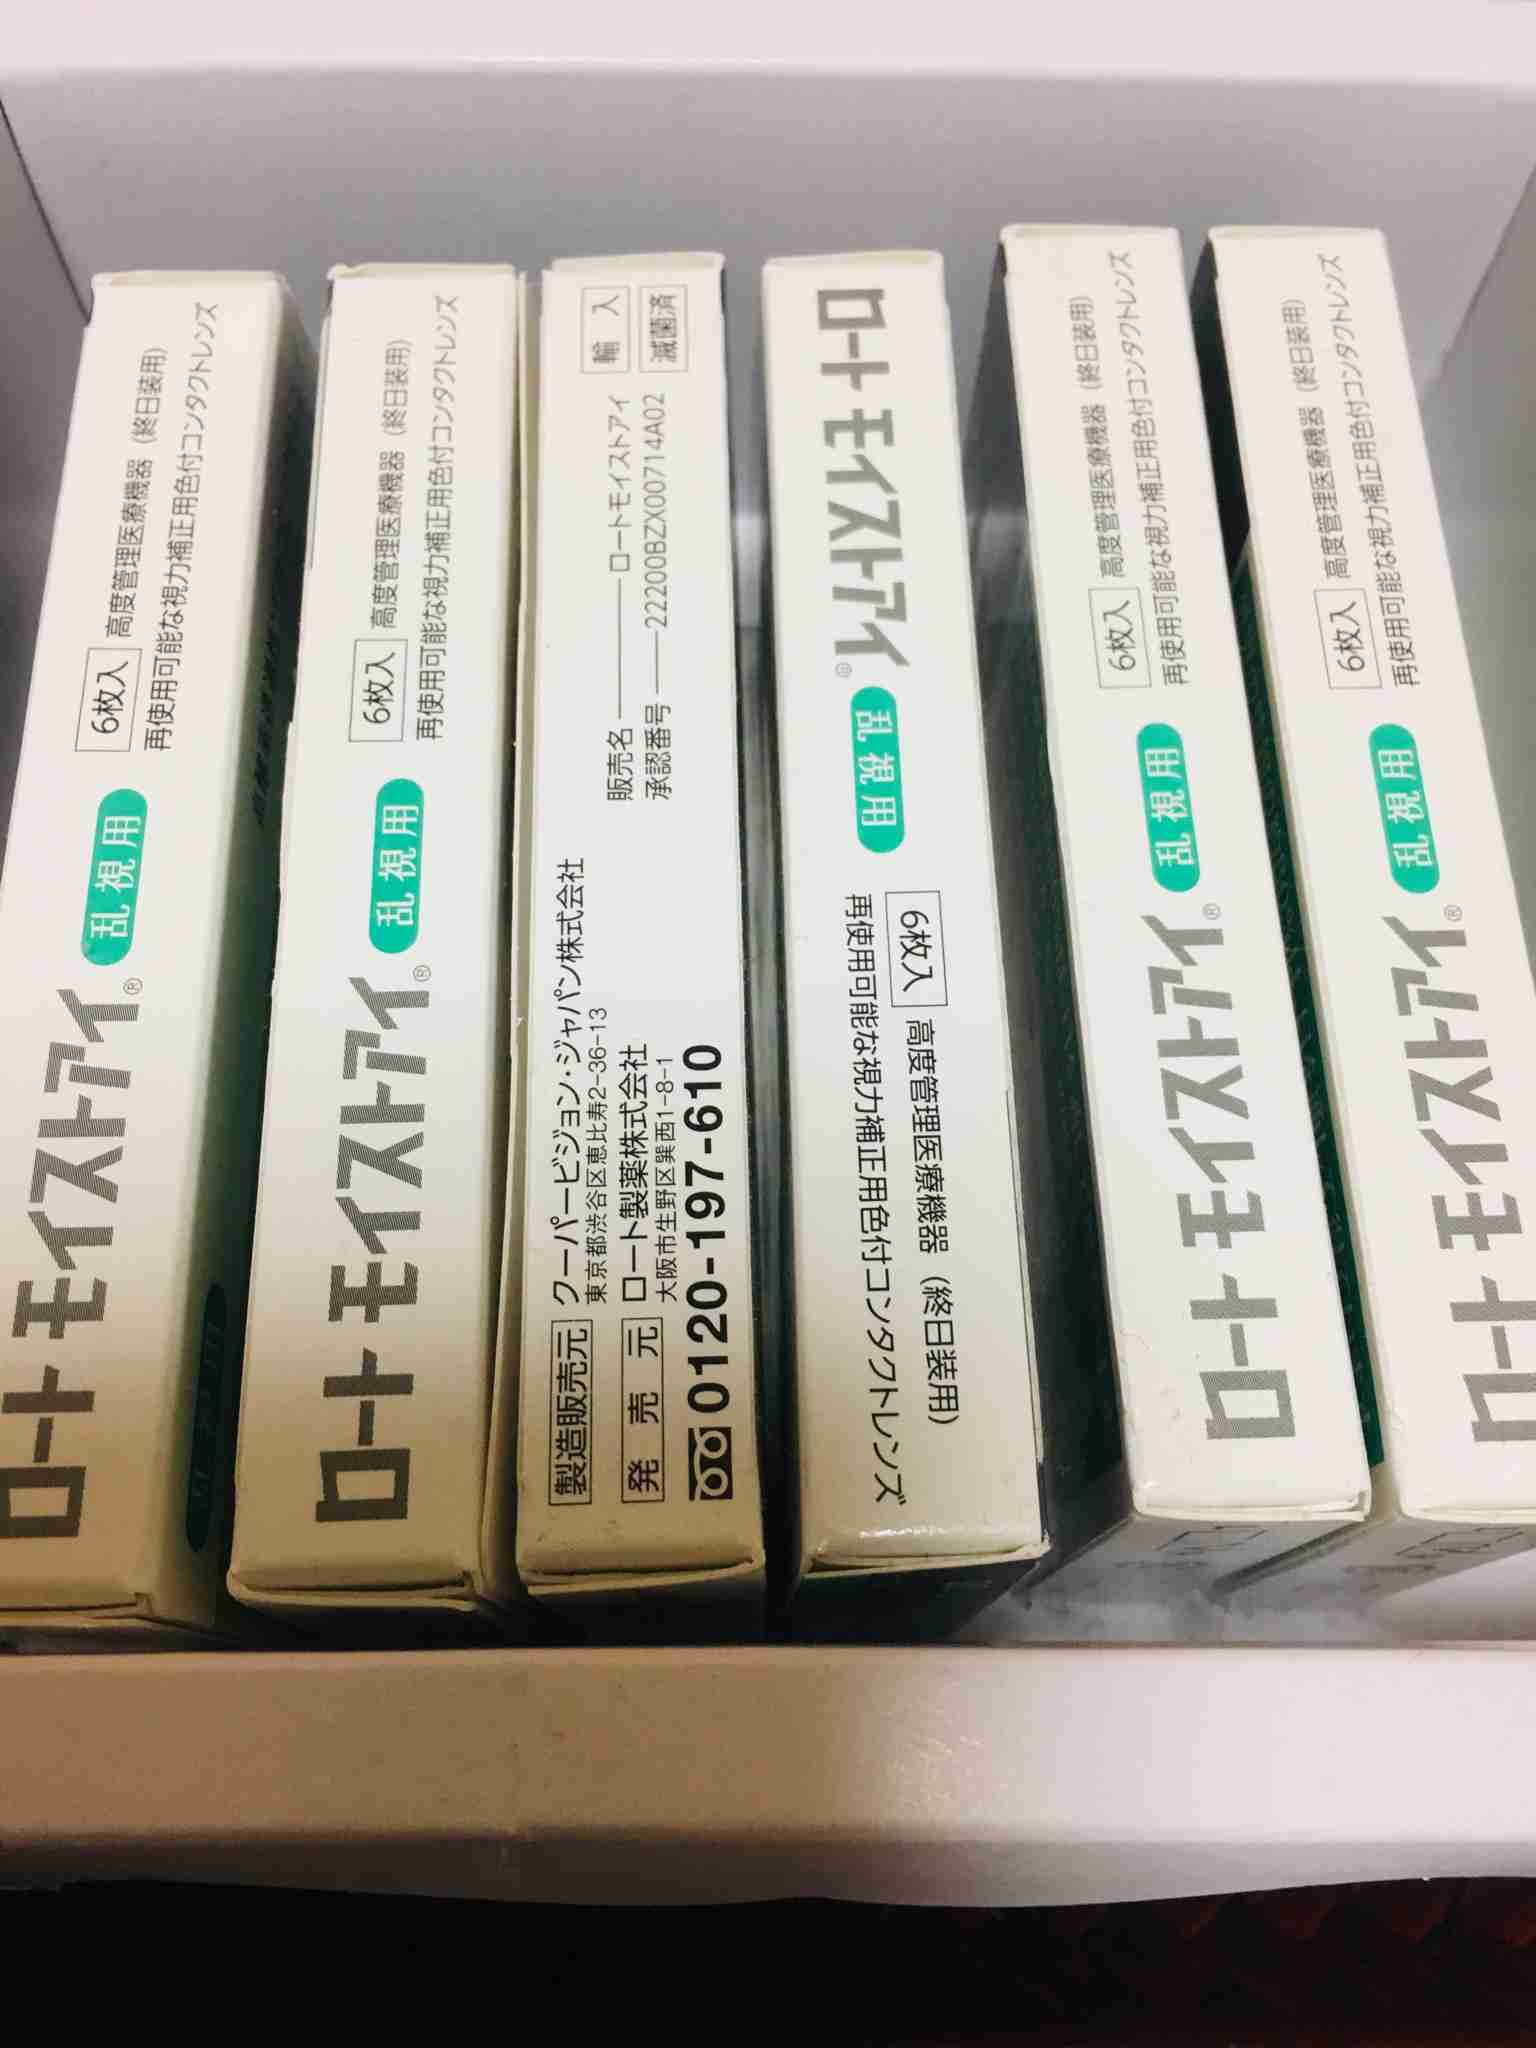 ロートモイストアイ®
乱視用
6枚入
高度管理医療機器（終日装用）
再使用可能な視力補正用色付コンタクトレンズ
ロートモイストアイ®
乱視用
6枚入
高度管理医療機器（終日装用）
再使用可能な視力補正用色付コンタクトレンズ
製造販売元 クーパービジョン・ジャパン株式会社
東京都渋谷区恵比寿2-36-13
発売元 ロート製薬株式会社
大阪市生野区巽西1-8-1
0120-197-610
販売名 ロートモイストアイ
承認番号 22200BZX00714A02
輸入
滅菌済
ロートモイストアイ®
乱視用
6枚入
高度管理医療機器（終日装用）
再使用可能な視力補正用色付コンタクトレンズ
ロートモイストアイ®
乱視用
6枚入
高度管理医療機器（終日装用）
再使用可能な視力補正用色付コンタクトレンズ
ロートモイストアイ®
乱視用
6枚入
高度管理医療機器（終日装用）
再使用可能な視力補正用色付コンタクトレンズ